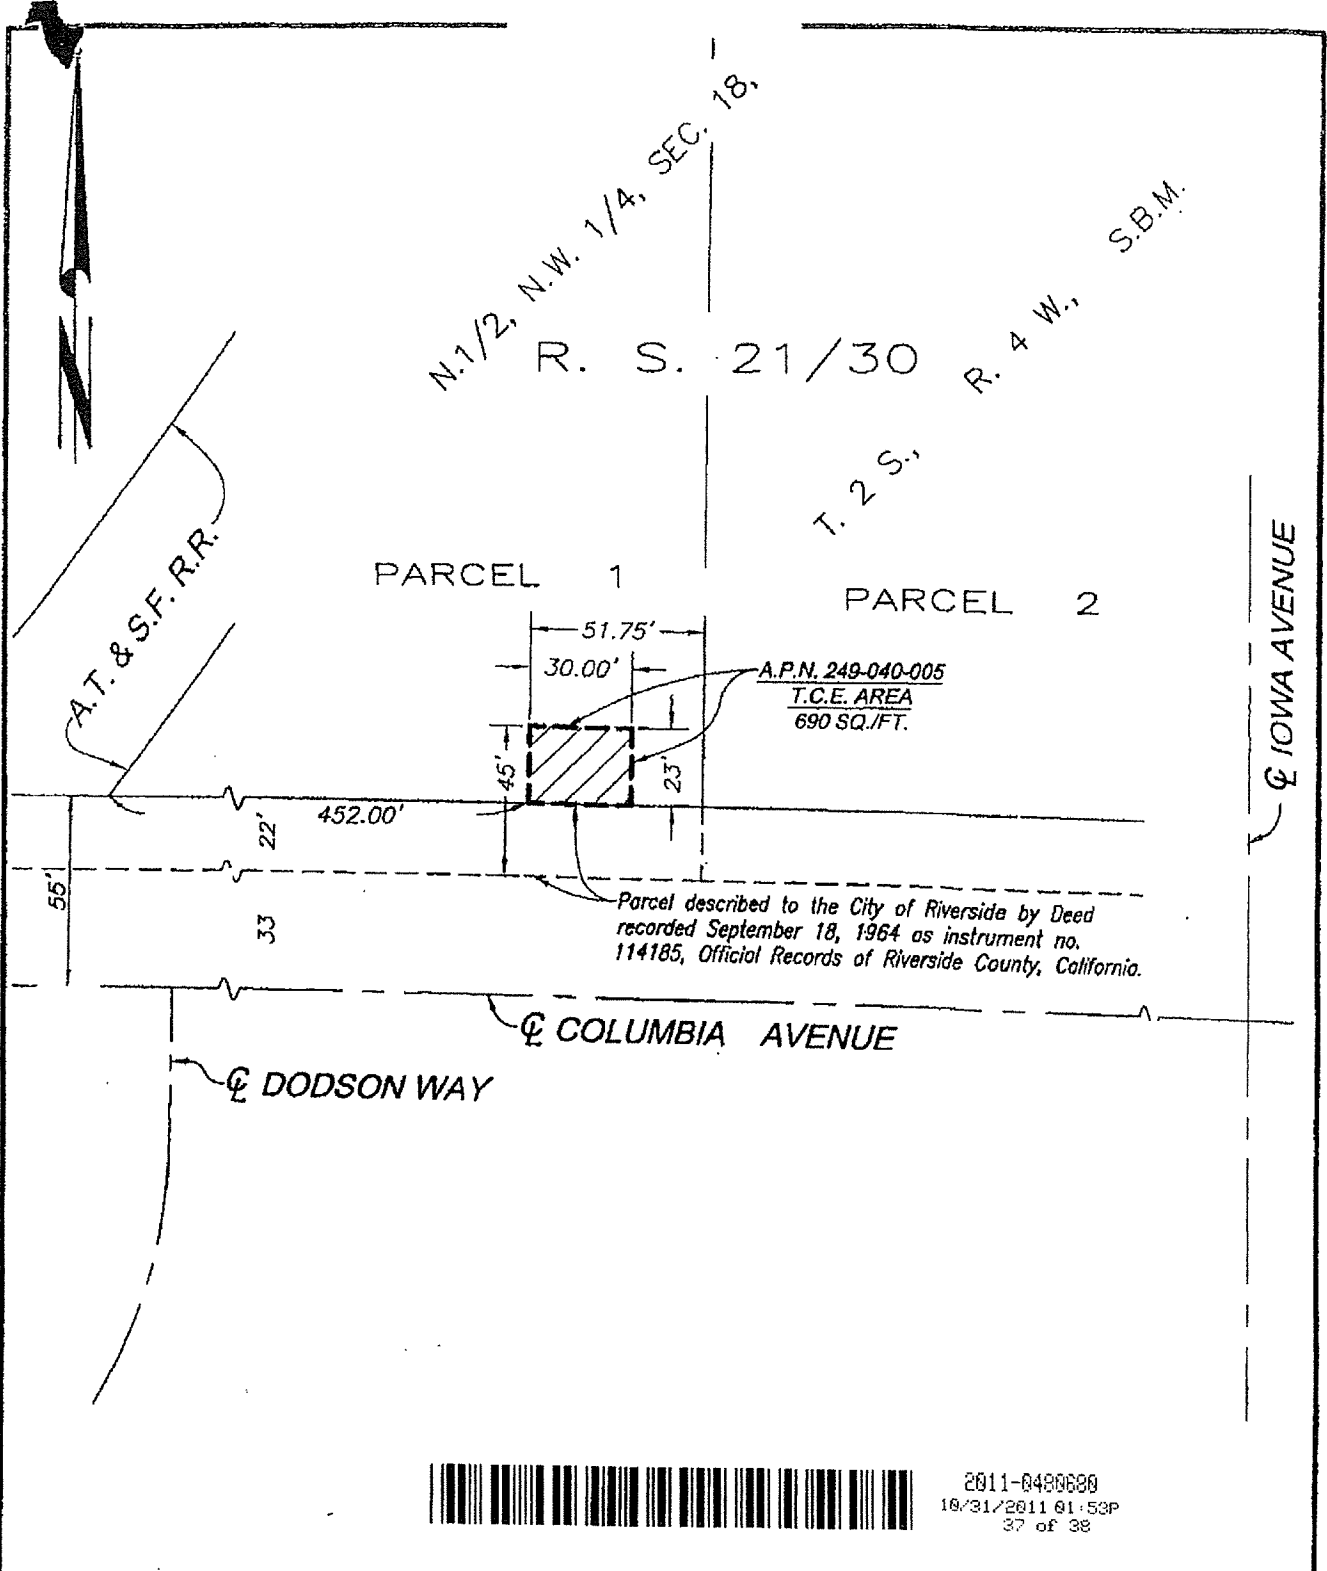 N.1/2, N.W. 1/4, SEC. 18,
T. 2 S., R. 4 W., S.B.M.
R. S. 21/30
A.T. & S.F. R.R.
PARCEL 1
PARCEL 2
51.75'
30.00'
A.P.N. 249-040-005
T.C.E. AREA
690 SQ./FT.
45'
23'
452.00'
22'
55'
33
Parcel described to the City of Riverside by Deed
recorded September 18, 1964 as instrument no.
114185, Official Records of Riverside County, California.
℄ COLUMBIA AVENUE
℄ DODSON WAY
℄ IOWA AVENUE
2011-0480680
10/31/2011 01:53P
37 of 38